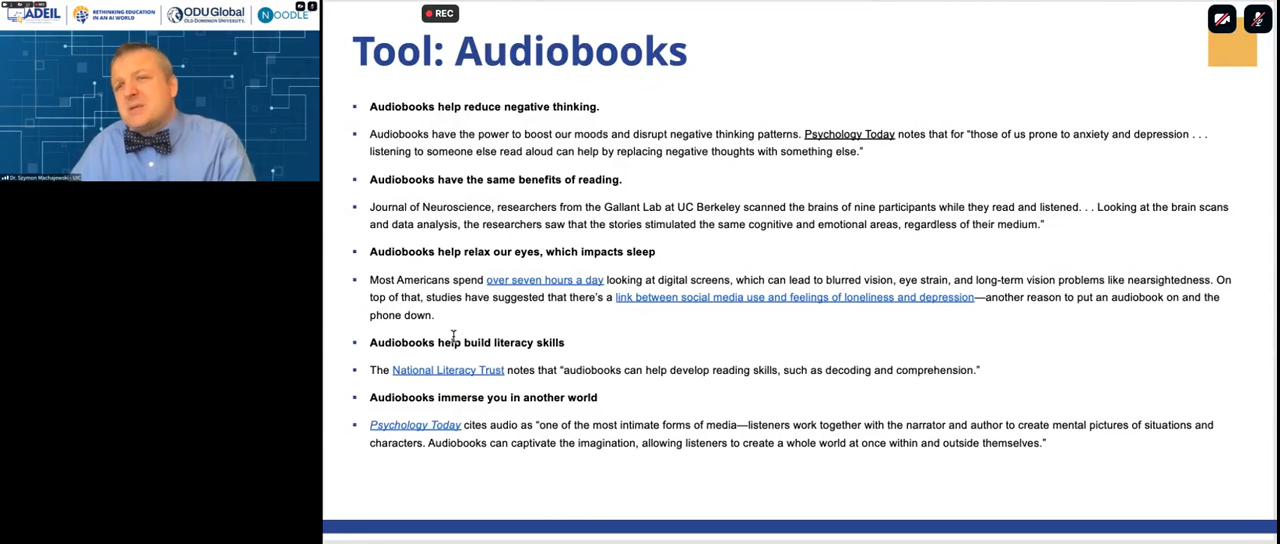 ADEIL
RETHINKING EDUCATION
IN AN AI WORLD
ODUGlobal
OLD DOMINION UNIVERSITY
NOODLE
REC
Dr. Szymon Machajewski - UIC
Tool: Audiobooks
▪ Audiobooks help reduce negative thinking.
▪ Audiobooks have the power to boost our moods and disrupt negative thinking patterns. Psychology Today notes that for “those of us prone to anxiety and depression . . .
listening to someone else read aloud can help by replacing negative thoughts with something else.”
▪ Audiobooks have the same benefits of reading.
▪ Journal of Neuroscience, researchers from the Gallant Lab at UC Berkeley scanned the brains of nine participants while they read and listened. . . Looking at the brain scans
and data analysis, the researchers saw that the stories stimulated the same cognitive and emotional areas, regardless of their medium.”
▪ Audiobooks help relax our eyes, which impacts sleep
▪ Most Americans spend over seven hours a day looking at digital screens, which can lead to blurred vision, eye strain, and long-term vision problems like nearsightedness. On
top of that, studies have suggested that there’s a link between social media use and feelings of loneliness and depression—another reason to put an audiobook on and the
phone down.
▪ Audiobooks help build literacy skills
▪ The National Literacy Trust notes that “audiobooks can help develop reading skills, such as decoding and comprehension.”
▪ Audiobooks immerse you in another world
▪ Psychology Today cites audio as “one of the most intimate forms of media—listeners work together with the narrator and author to create mental pictures of situations and
characters. Audiobooks can captivate the imagination, allowing listeners to create a whole world at once within and outside themselves.”